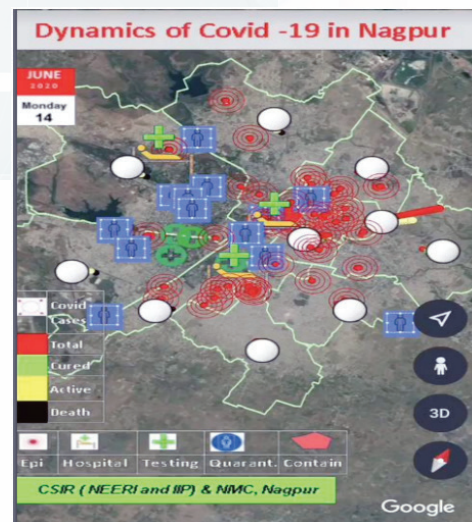 Dynamics of Covid -19 in Nagpur
JUNE
2020
Monday
14
Covid
Cases
Total
Cured
Active
Death
3D
Epi Hospital Testing Quarant. Contain
CSIR ( NEERI and IIP) & NMC, Nagpur
Google